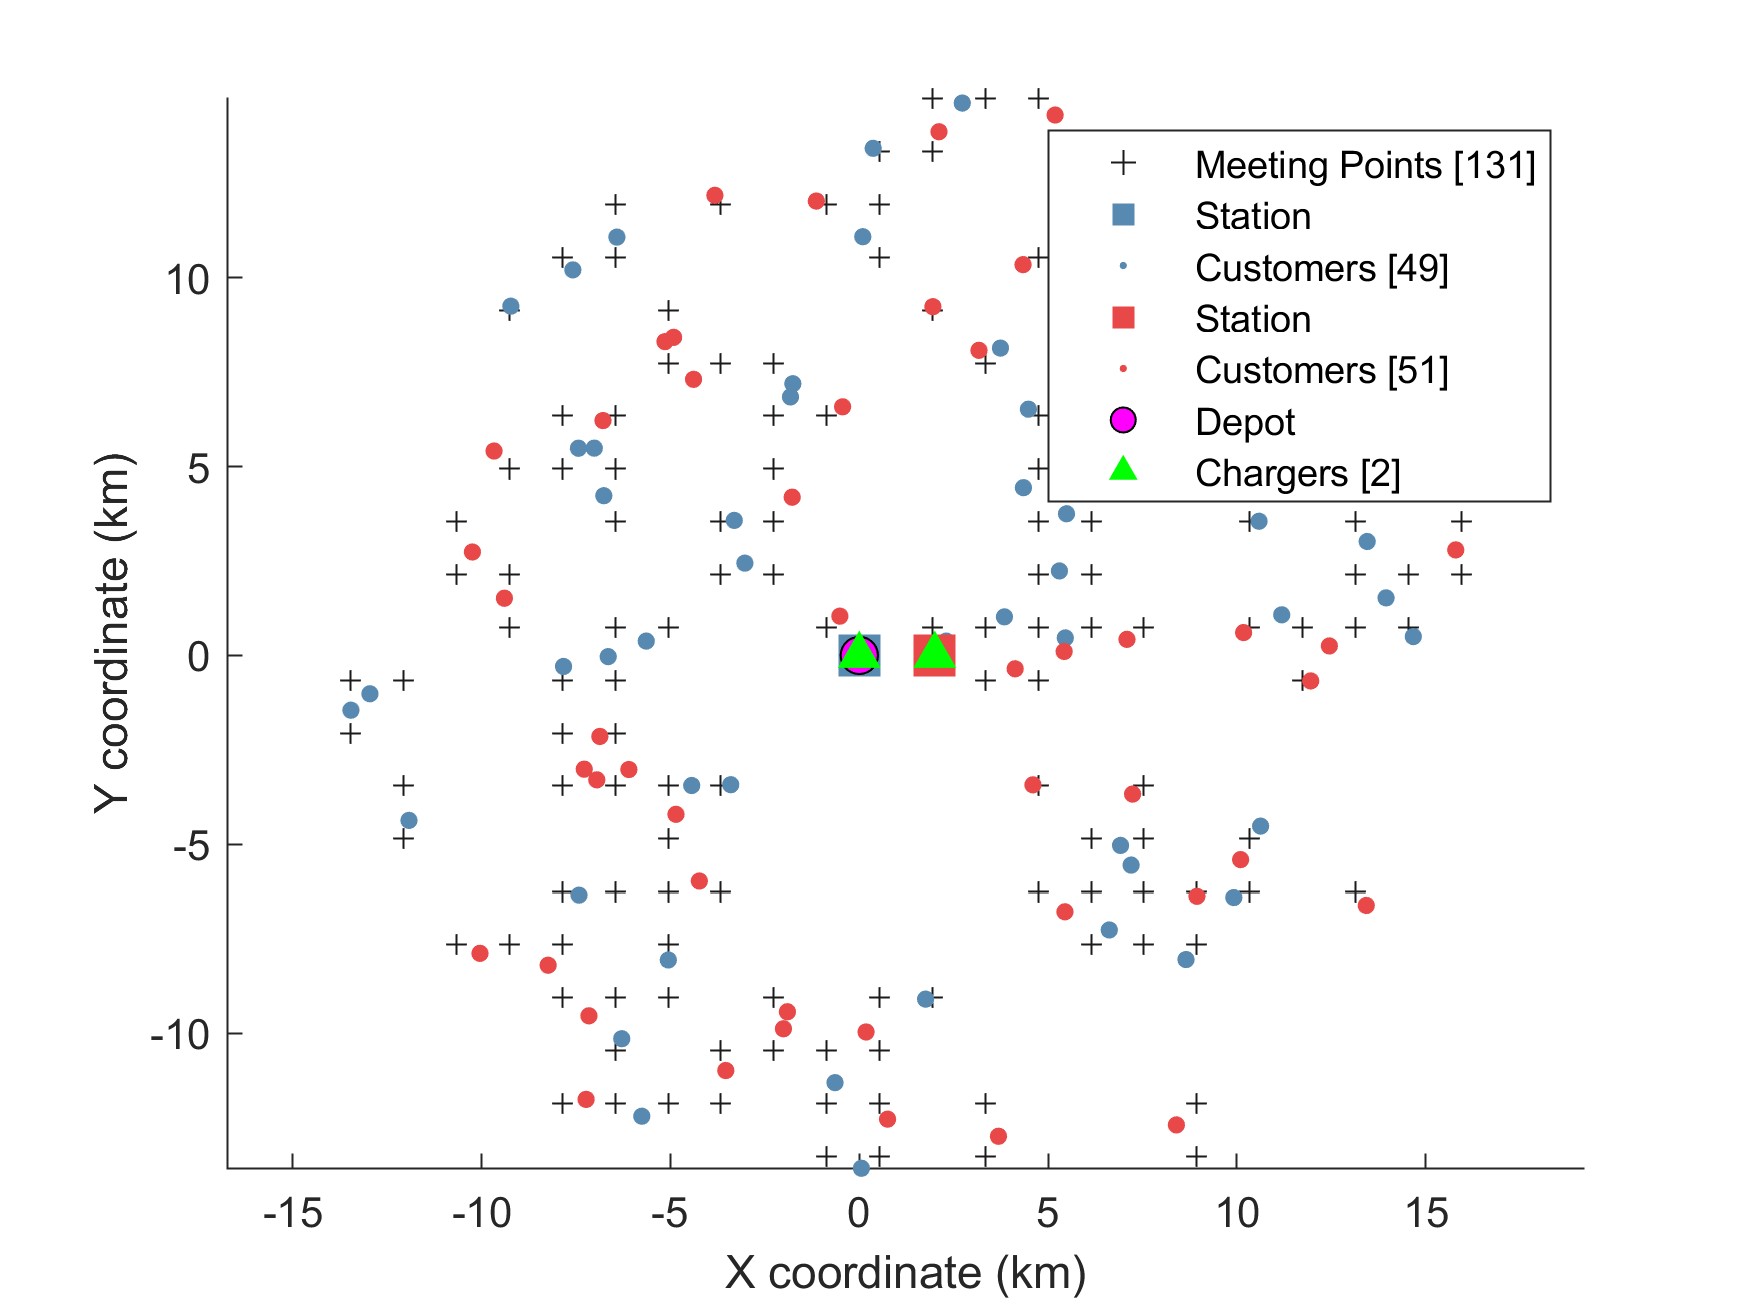 Meeting Points [131]
Station
Customers [49]
Station
Customers [51]
Depot
Chargers [2]
10
5
0
-5
-10
Y coordinate (km)
-15 -10 -5 0 5 10 15
X coordinate (km)